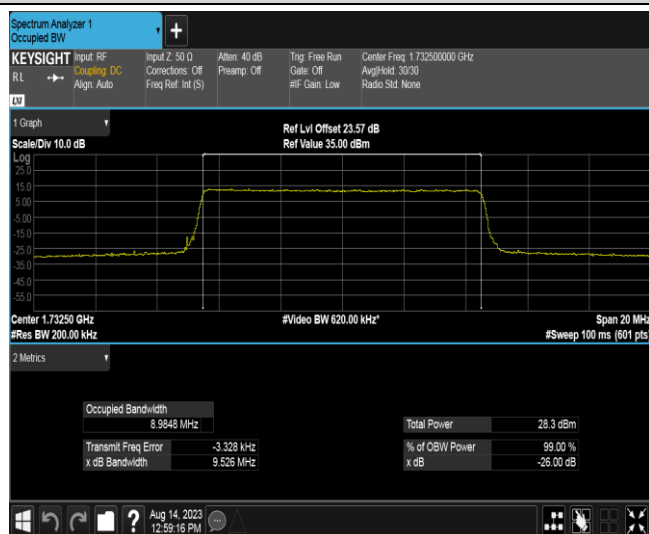 Spectrum Analyzer 1
Occupied BW
+
KEYSIGHT
RL
LXI
Input: RF
Coupling: DC
Align: Auto
Input Z: 50 Ω
Corrections: Off
Freq Ref: Int (S)
Atten: 40 dB
Preamp: Off
Trig: Free Run
Gate: Off
#IF Gain: Low
Center Freq: 1.732500000 GHz
Avg|Hold: 30/30
Radio Std: None
1 Graph
Scale/Div 10.0 dB
Ref Lvl Offset 23.57 dB
Ref Value 35.00 dBm
Log
25.0
15.0
5.00
-5.00
-15.0
-25.0
-35.0
-45.0
-55.0
Center 1.73250 GHz
#Video BW 620.00 kHz*
Span 20 MHz
#Res BW 200.00 kHz
#Sweep 100 ms (601 pts)
2 Metrics
Occupied Bandwidth
8.9848 MHz
Total Power 28.3 dBm
Transmit Freq Error -3.328 kHz
% of OBW Power 99.00 %
x dB Bandwidth 9.526 MHz
x dB -26.00 dB
?
Aug 14, 2023
12:59:16 PM